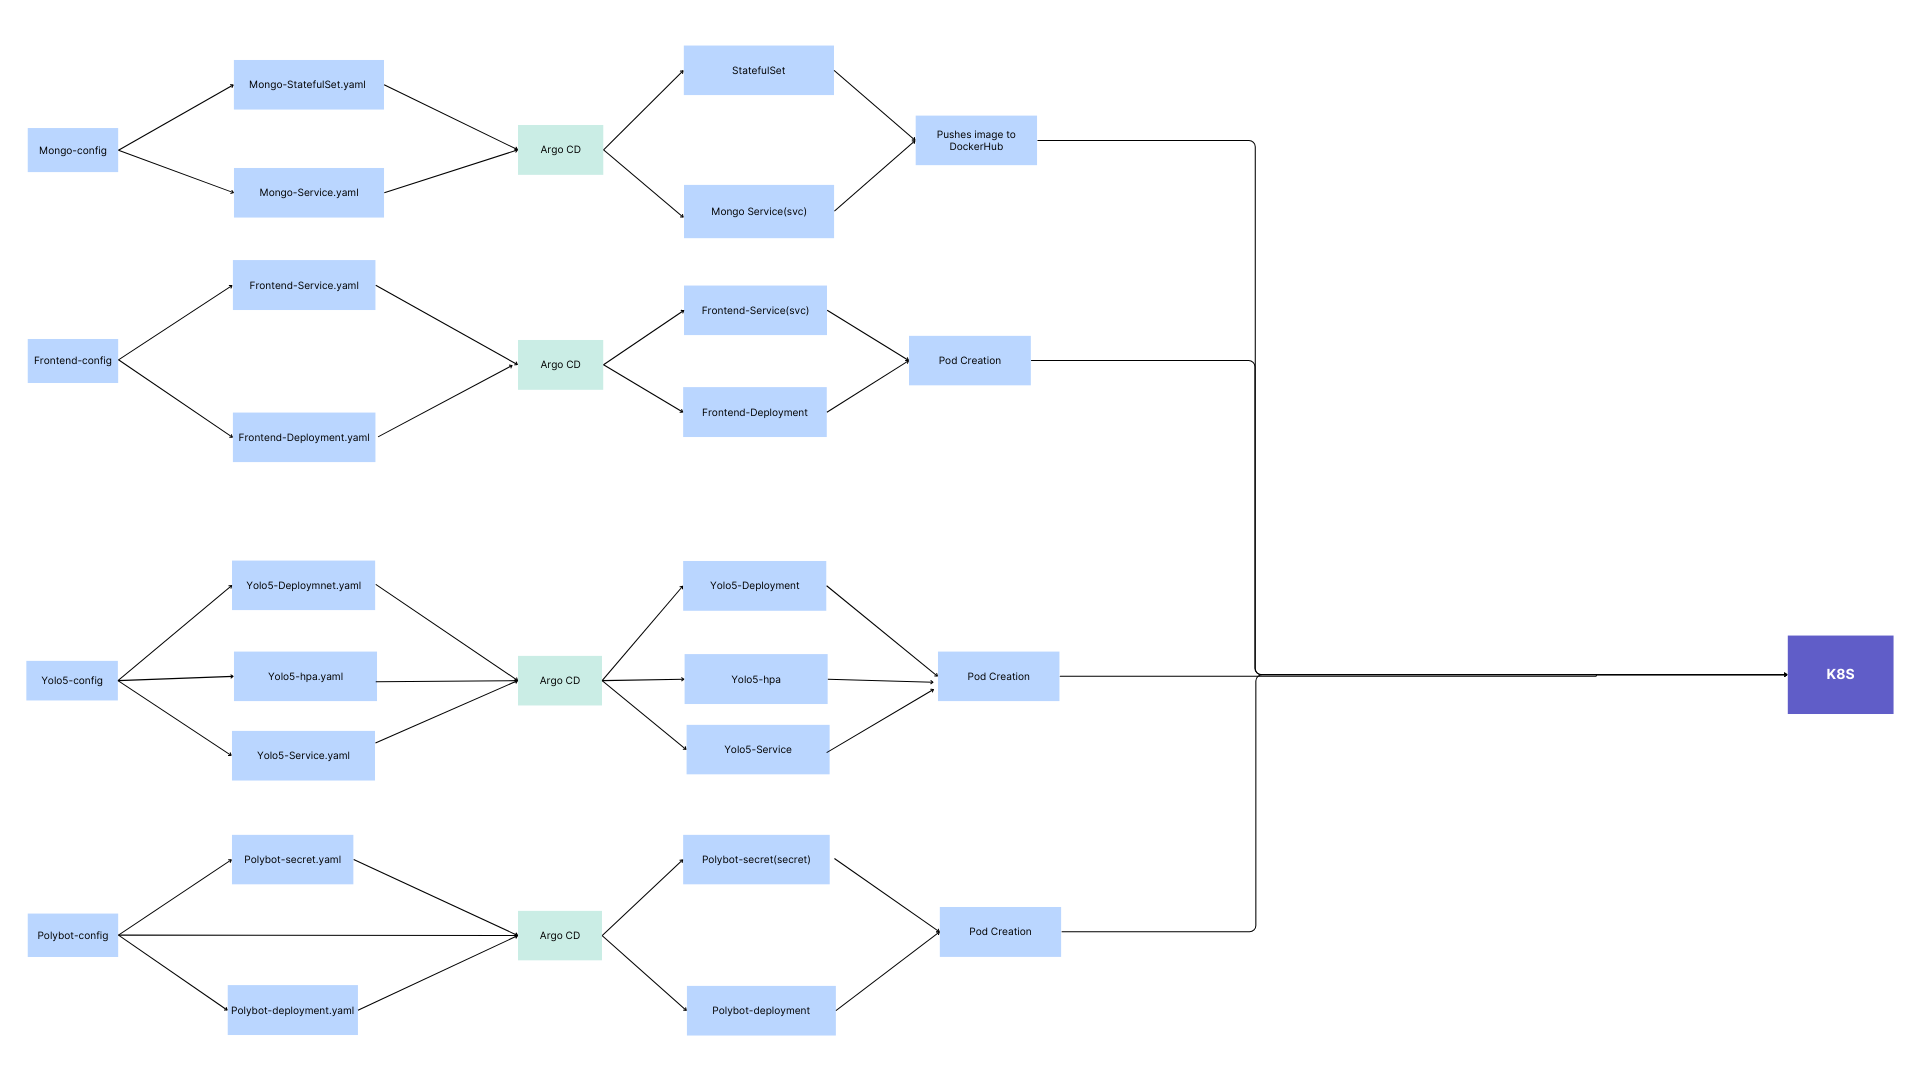 StatefulSet
Mongo-StatefulSet.yaml
Pushes image to
DockerHub
Mongo-config
Argo CD
Mongo-Service.yaml
Mongo Service(svc)
Frontend-Service.yaml
Frontend-Service(svc)
Frontend-config
Argo CD
Pod Creation
Frontend-Deployment
Frontend-Deployment.yaml
Yolo5-Deploymnet.yaml
Yolo5-Deployment
Yolo5-config
Yolo5-hpa.yaml
Argo CD
Yolo5-hpa
Pod Creation
K8S
Yolo5-Service.yaml
Yolo5-Service
Polybot-secret.yaml
Polybot-secret(secret)
Polybot-config
Argo CD
Pod Creation
Polybot-deployment.yaml
Polybot-deployment